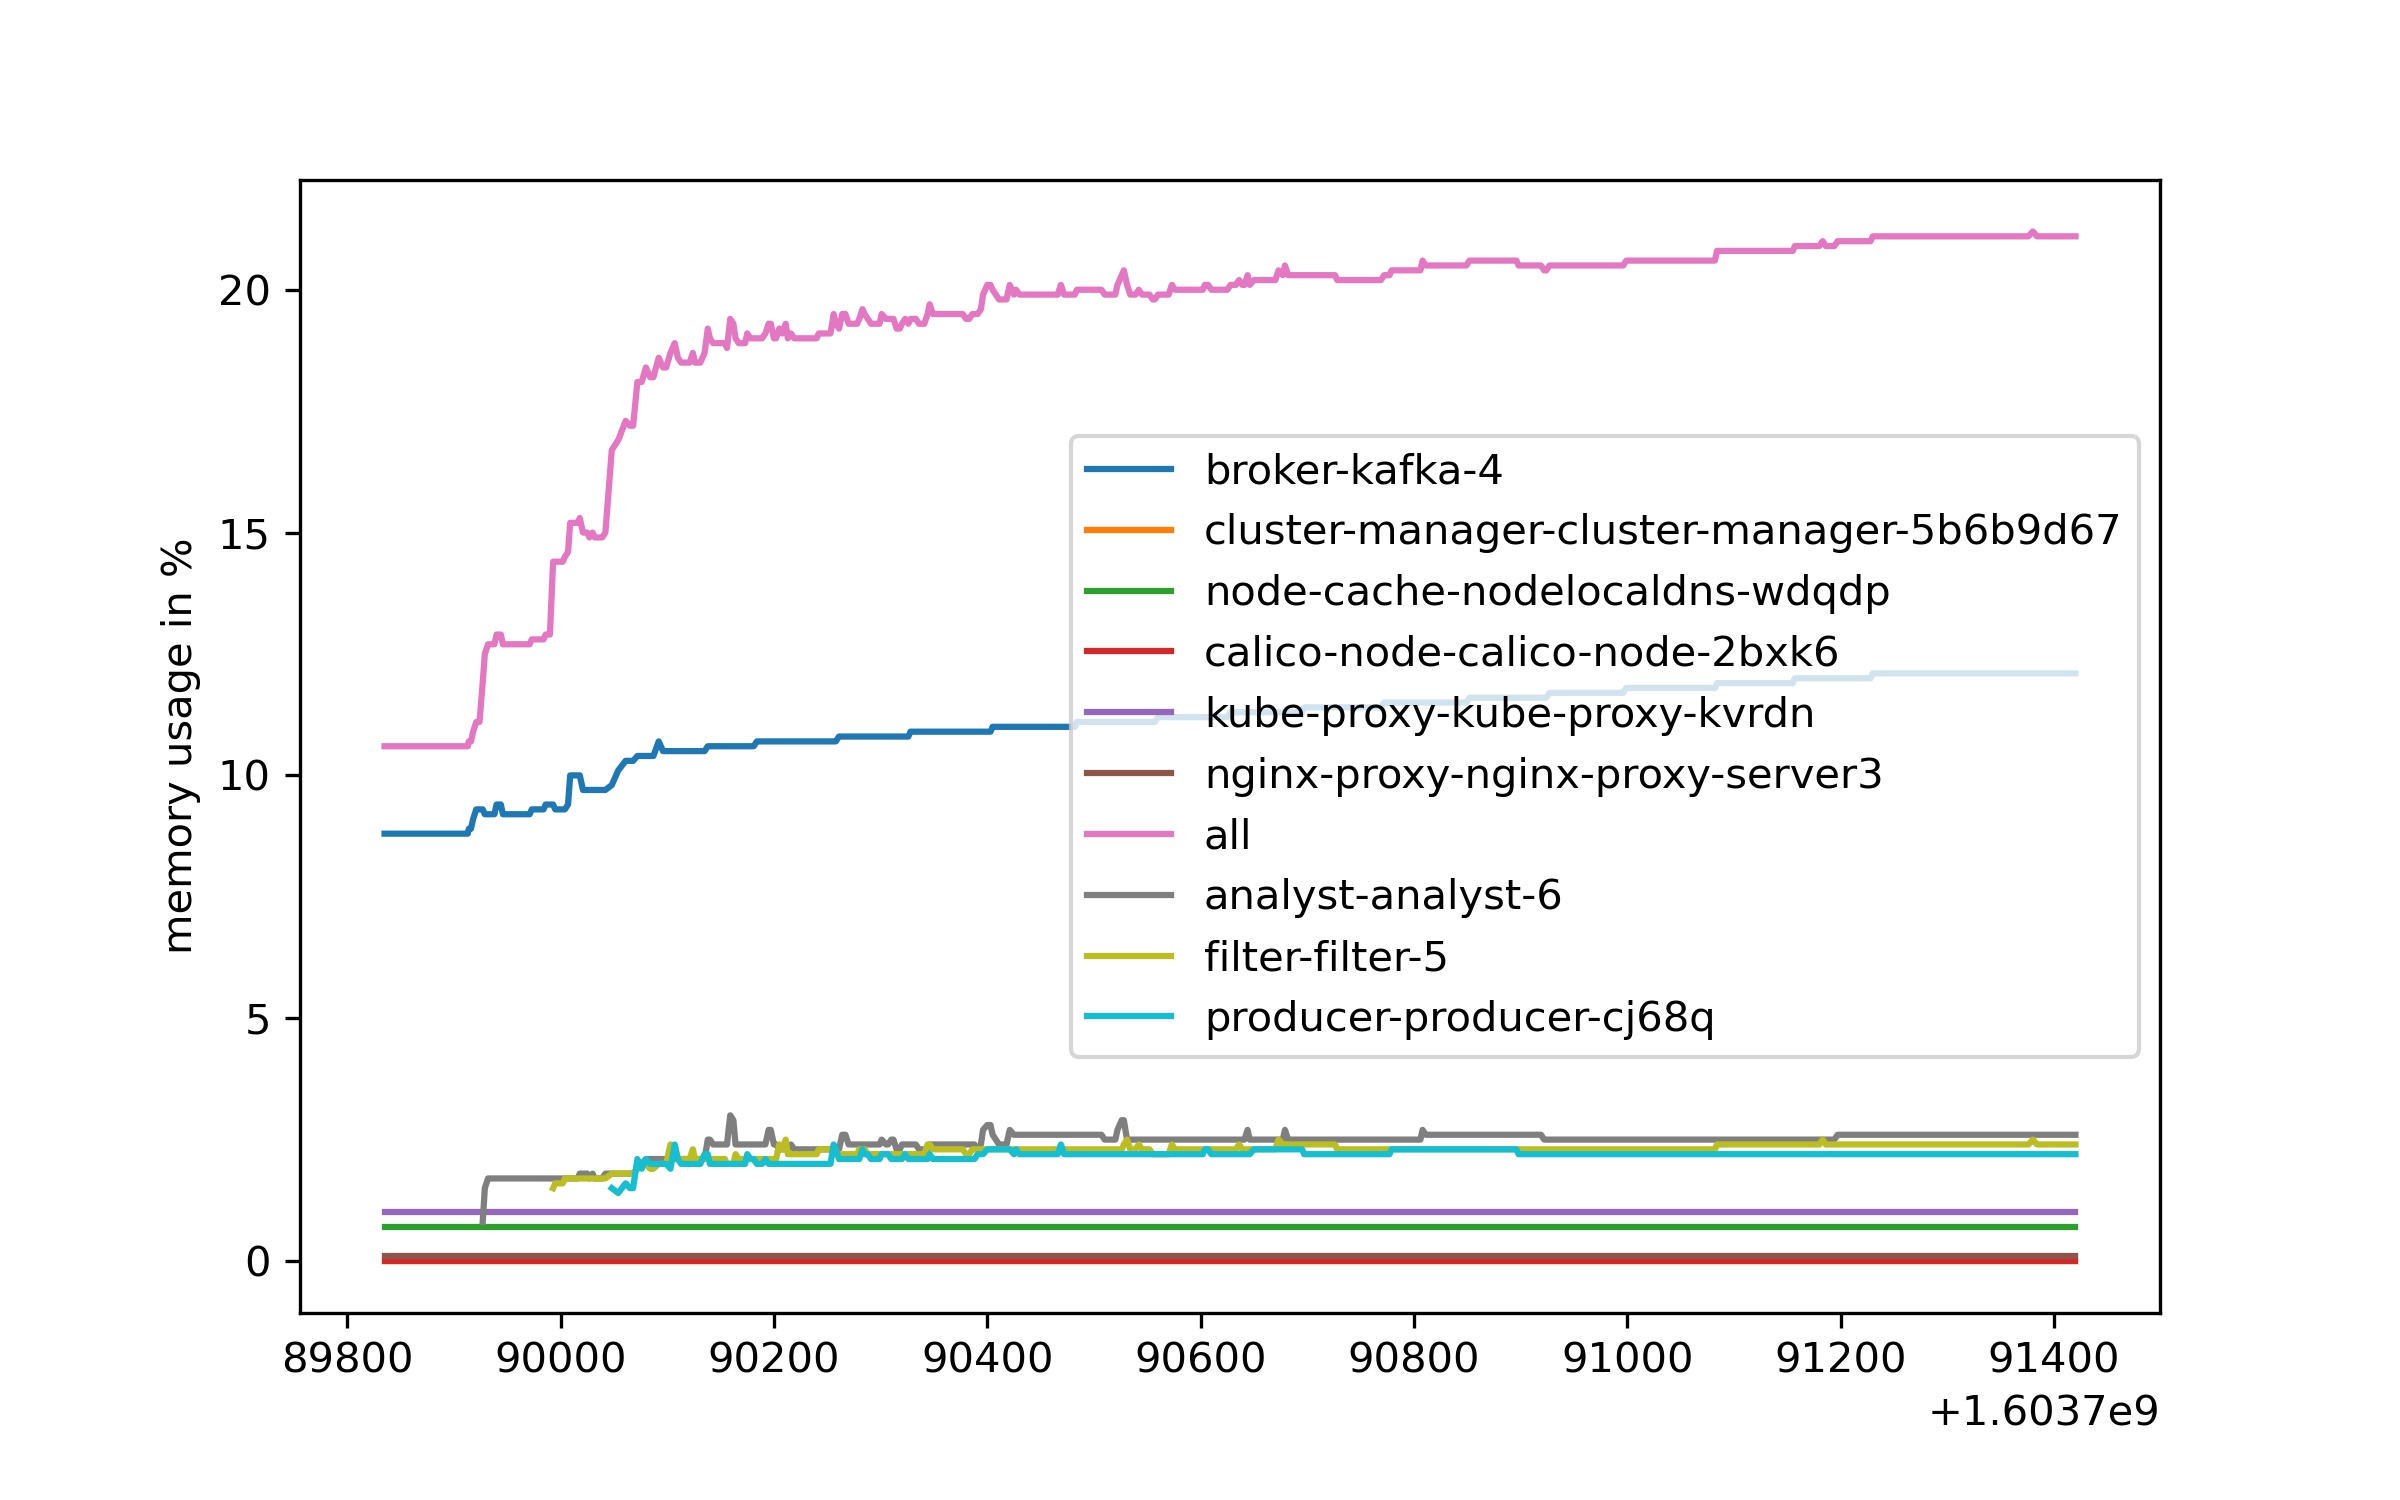 memory usage in %
20
15
10
5
0
broker-kafka-4
cluster-manager-cluster-manager-5b6b9d67
node-cache-nodelocaldns-wdqdp
calico-node-calico-node-2bxk6
kube-proxy-kube-proxy-kvrdn
nginx-proxy-nginx-proxy-server3
all
analyst-analyst-6
filter-filter-5
producer-producer-cj68q
89800 90000 90200 90400 90600 90800 91000 91200 91400
+1.6037e9